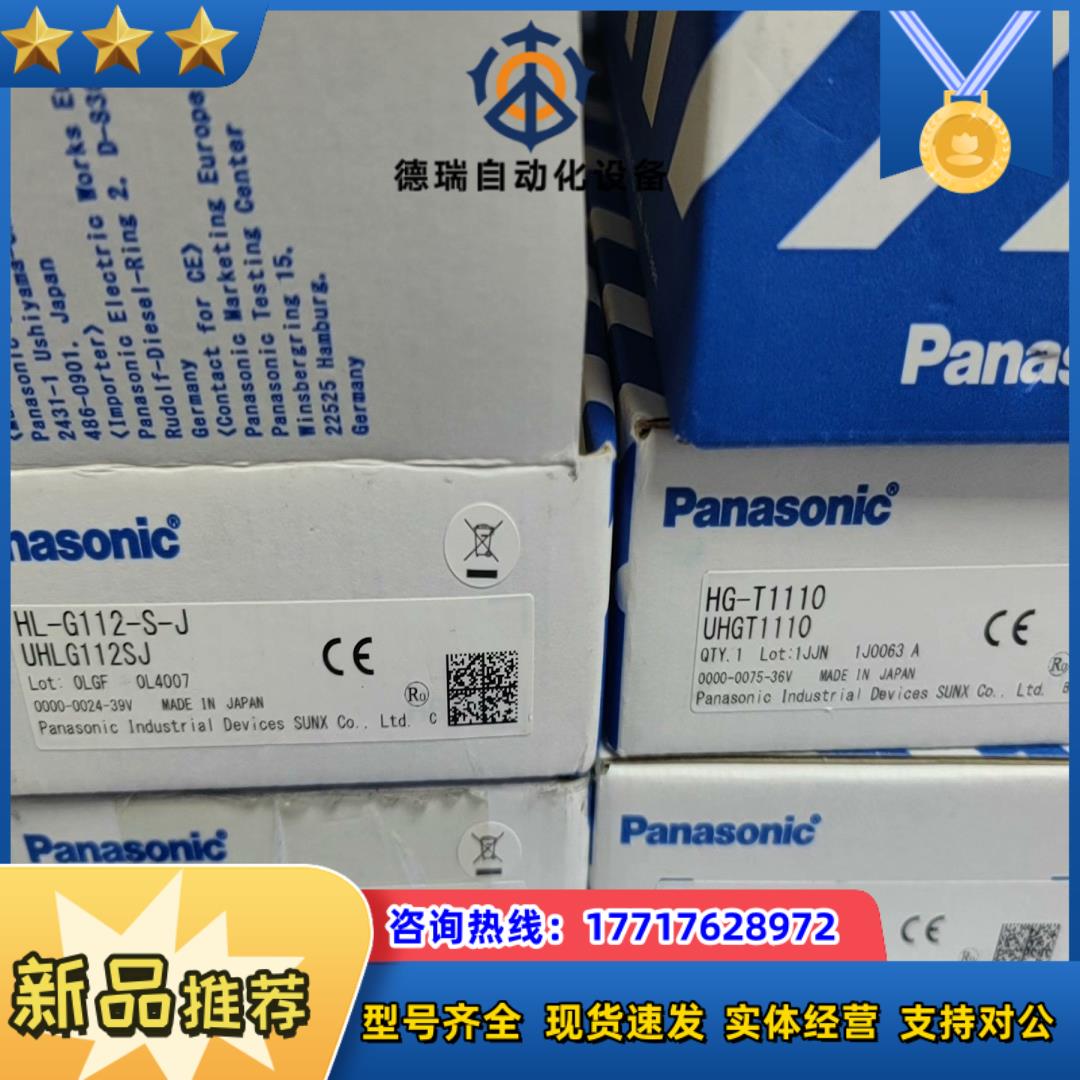 德瑞自动化设备
Panasonic
Panasonic Works
Panasonic
2431-1 Ushiyama
486-0901. Japan
(Importer)
Panasonic Electric Works
Rudolf-Diesel-Ring 2.
Germany
(Contact for CE)
Panasonic Marketing Europe
Panasonic Testing Center
Winsbergring 15.
22525 Hamburg.
Germany
Panasonic®
HL-G112-S-J
UHLG112SJ
Lot: OLGF OL4007
0000-0024-39V MADE IN JAPAN
Panasonic Industrial Devices SUNX Co., Ltd. C
CE
Panasonic®
HG-T1110
UHGT1110
QTY.1 Lot:1JJN 1J0063 A
0000-0075-36V MADE IN JAPAN
Panasonic Industrial Devices SUNX Co., Ltd.
CE
Panasonic
Panasonic®
CE
咨询热线：17717628972
新品推荐
型号齐全 现货速发 实体经营 支持对公